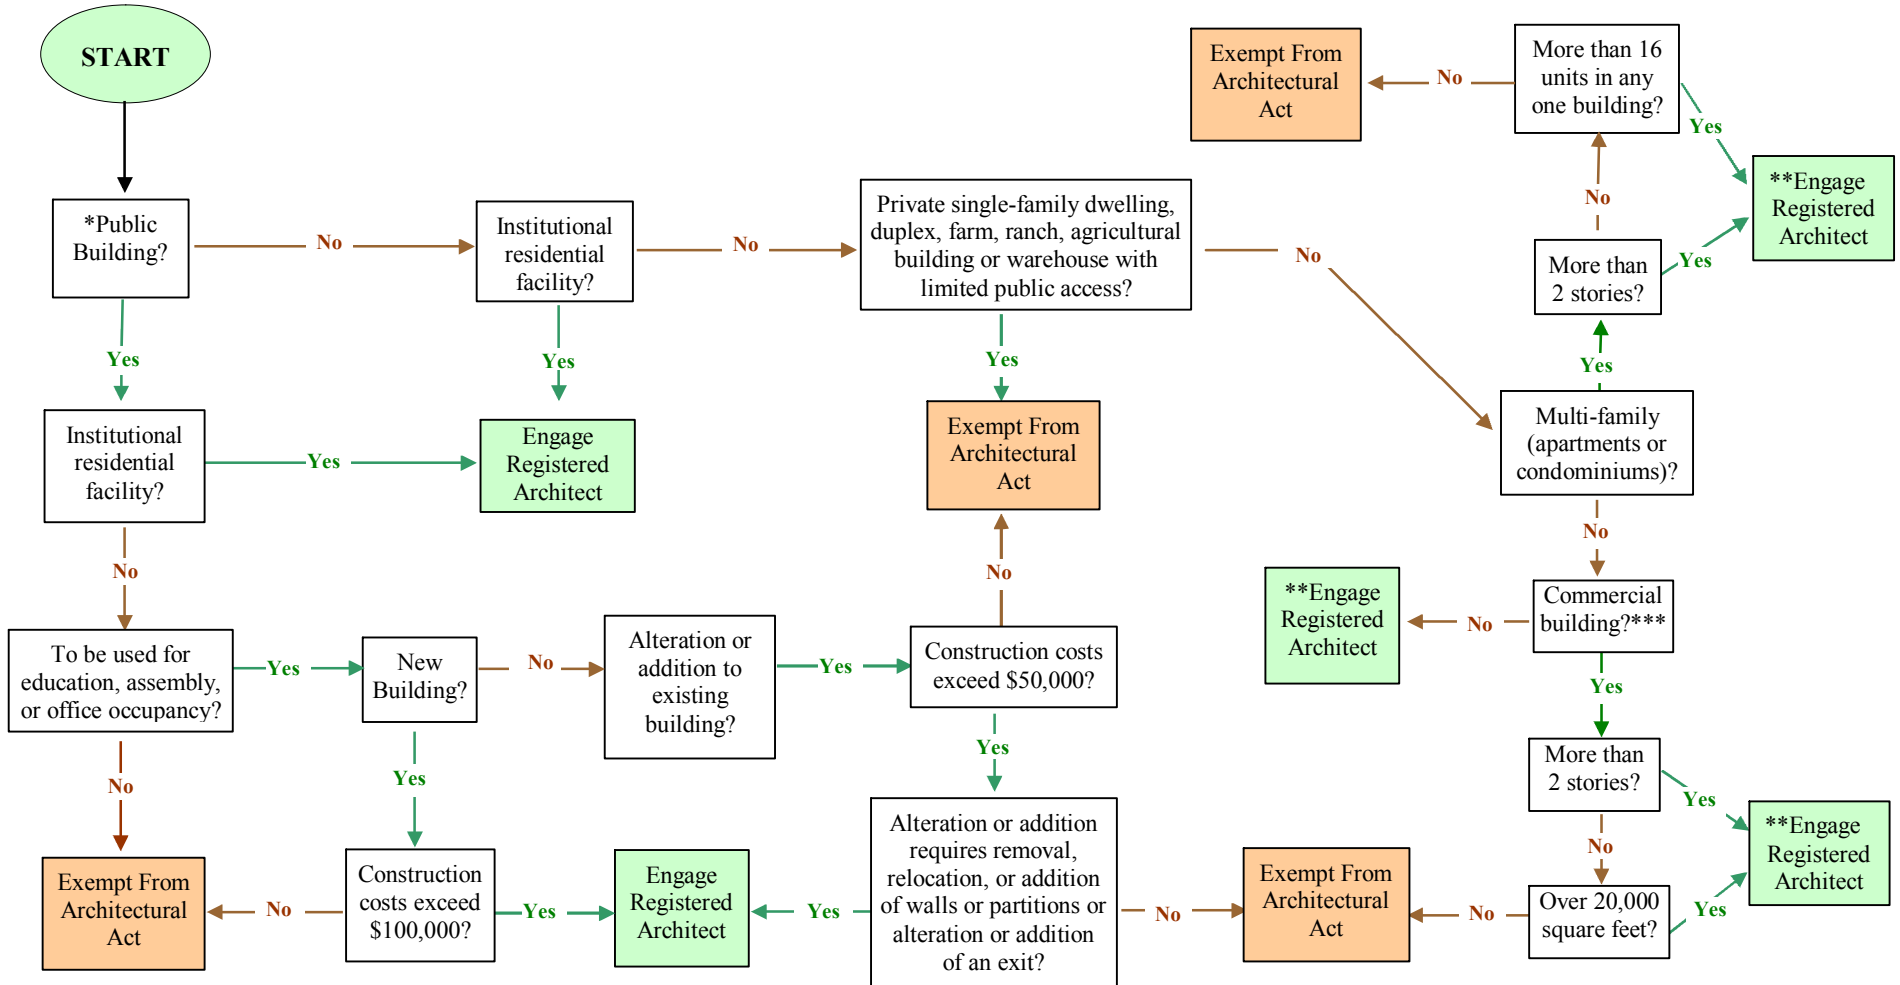 START
*Public
Building?
No
Institutional
residential
facility?
No
Private single-family dwelling,
duplex, farm, ranch, agricultural
building or warehouse with
limited public access?
No
Exempt From
Architectural
Act
No
More than 16
units in any
one building?
Yes
**Engage
Registered
Architect
No
More than
2 stories?
Yes
Yes
Yes
Yes
Yes
Institutional
residential
facility?
Yes
Engage
Registered
Architect
Exempt From
Architectural
Act
Multi-family
(apartments or
condominiums)?
No
No
No
**Engage
Registered
Architect
No
Commercial
building?***
Yes
To be used for
education, assembly,
or office occupancy?
Yes
New
Building?
No
Alteration or
addition to
existing
building?
Yes
Construction costs
exceed $50,000?
No
Yes
Yes
More than
2 stories?
Yes
No
**Engage
Registered
Architect
Exempt From
Architectural
Act
No
Construction
costs exceed
$100,000?
Yes
Engage
Registered
Architect
Yes
Alteration or addition
requires removal,
relocation, or addition
of walls or partitions or
alteration or addition
of an exit?
No
Exempt From
Architectural
Act
No
Over 20,000
square feet?
Yes